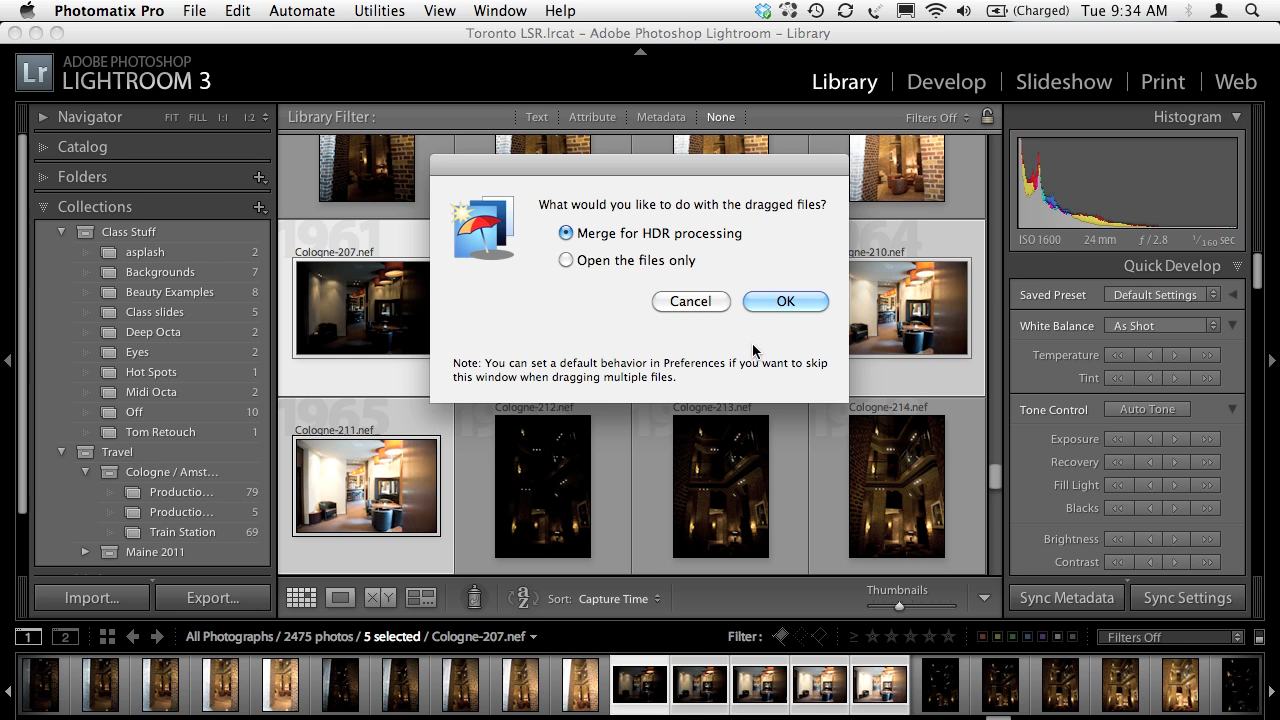 Photomatix Pro File Edit Automate Utilities View Window Help (Charged) Tue 9:34 AM
Toronto LSR.lrcat – Adobe Photoshop Lightroom – Library
Lr ADOBE PHOTOSHOP
LIGHTROOM 3
Library | Develop | Slideshow | Print | Web
Navigator FIT FILL 1:1 1:2
Catalog
Folders
Collections
Class Stuff
asplash 2
Backgrounds 7
Beauty Examples 8
Class slides 5
Deep Octa 2
Eyes 2
Hot Spots 1
Midi Octa 2
Off 10
Tom Retouch 1
Travel
Cologne / Amst...
Productio... 79
Productio... 5
Train Station 69
Maine 2011
Import... Export...
Library Filter : Text Attribute Metadata None Filters Off
1961
Cologne-207.nef
What would you like to do with the dragged files?
Merge for HDR processing
Open the files only
Cancel OK
Note: You can set a default behavior in Preferences if you want to skip
this window when dragging multiple files.
64
gne-210.nef
1965
Cologne-211.nef
Cologne-212.nef
Cologne-213.nef
Cologne-214.nef
Sort: Capture Time
Thumbnails
Histogram
ISO 1600 24 mm ƒ / 2.8 1/160 sec
Quick Develop
Saved Preset Default Settings
White Balance As Shot
Temperature
Tint
Tone Control Auto Tone
Exposure
Recovery
Fill Light
Blacks
Brightness
Contrast
Sync Metadata Sync Settings
1 2 All Photographs / 2475 photos / 5 selected / Cologne-207.nef Filter : ≥ Filters Off